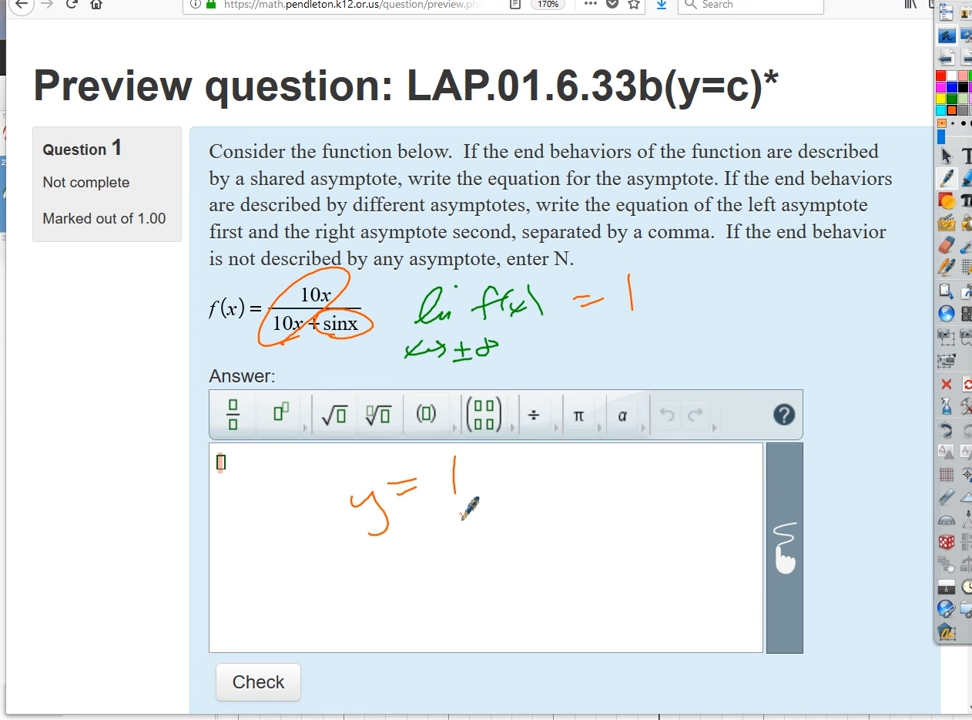 https://math.pendleton.k12.or.us/question/preview.ph
170%
Search
Preview question: LAP.01.6.33b(y=c)*
Question 1
Not complete
Marked out of 1.00
Consider the function below. If the end behaviors of the function are described
by a shared asymptote, write the equation for the asymptote. If the end behaviors
are described by different asymptotes, write the equation of the left asymptote
first and the right asymptote second, separated by a comma. If the end behavior
is not described by any asymptote, enter N.
f(x) = 10x / 10x + sinx
lim f(x) = 1
x→±∞
Answer:
÷ π α ?
y = 1
Check